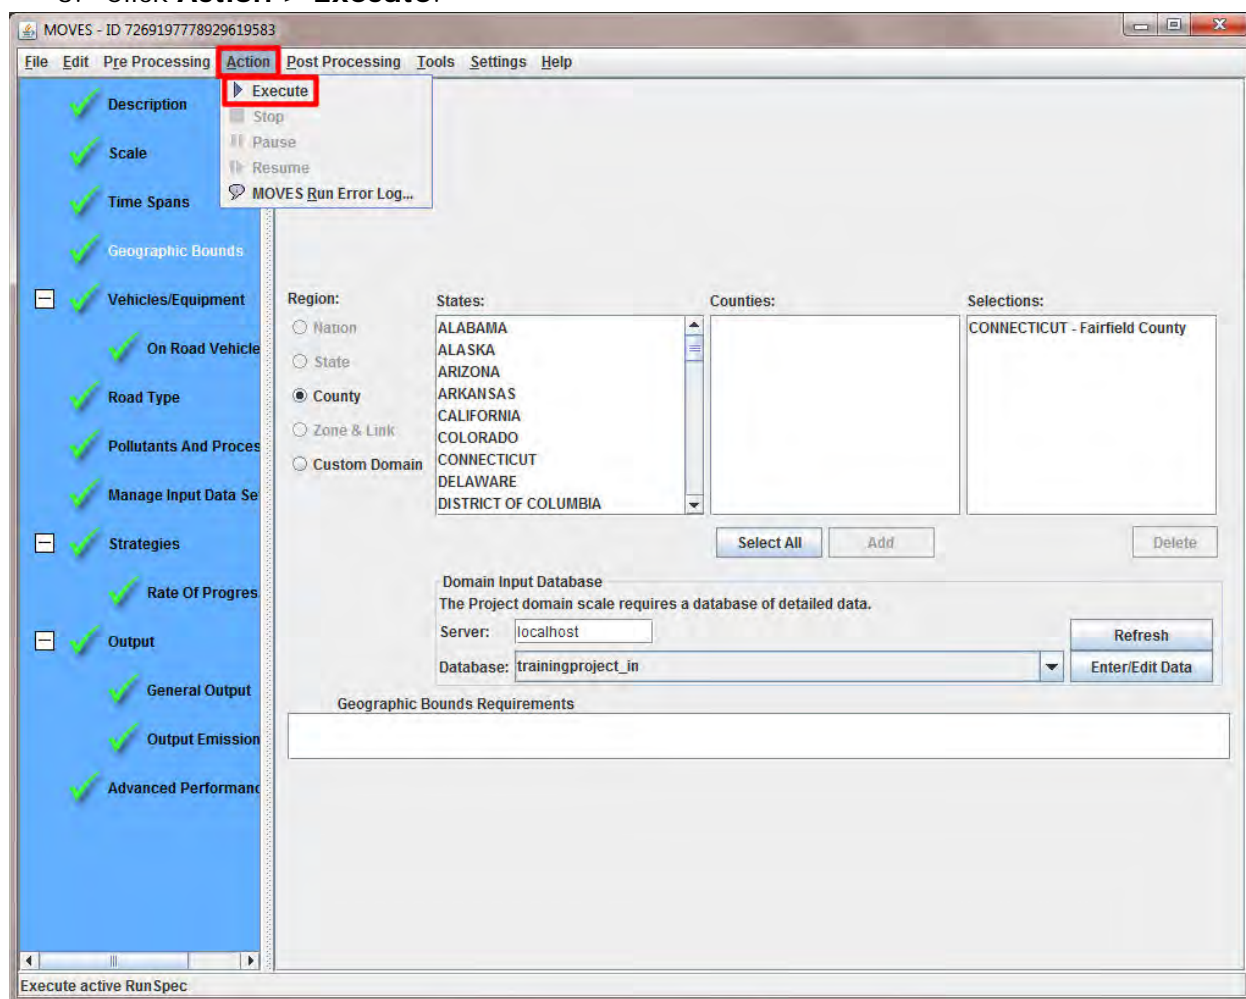 Click Action > Execute.
MOVES - ID 7269197778929619583
File Edit Pre Processing Action Post Processing Tools Settings Help
Execute
Stop
Pause
Resume
MOVES Run Error Log...
Description
Scale
Time Spans
Geographic Bounds
Vehicles/Equipment
On Road Vehicle
Road Type
Pollutants And Proces
Manage Input Data Se
Strategies
Rate Of Progres
Output
General Output
Output Emission
Advanced Performanc
Region:
Nation
State
County
Zone & Link
Custom Domain
States:
ALABAMA
ALASKA
ARIZONA
ARKANSAS
CALIFORNIA
COLORADO
CONNECTICUT
DELAWARE
DISTRICT OF COLUMBIA
Counties:
Selections:
CONNECTICUT - Fairfield County
Select All Add Delete
Domain Input Database
The Project domain scale requires a database of detailed data.
Server: localhost Refresh
Database: trainingproject_in Enter/Edit Data
Geographic Bounds Requirements
Execute active RunSpec